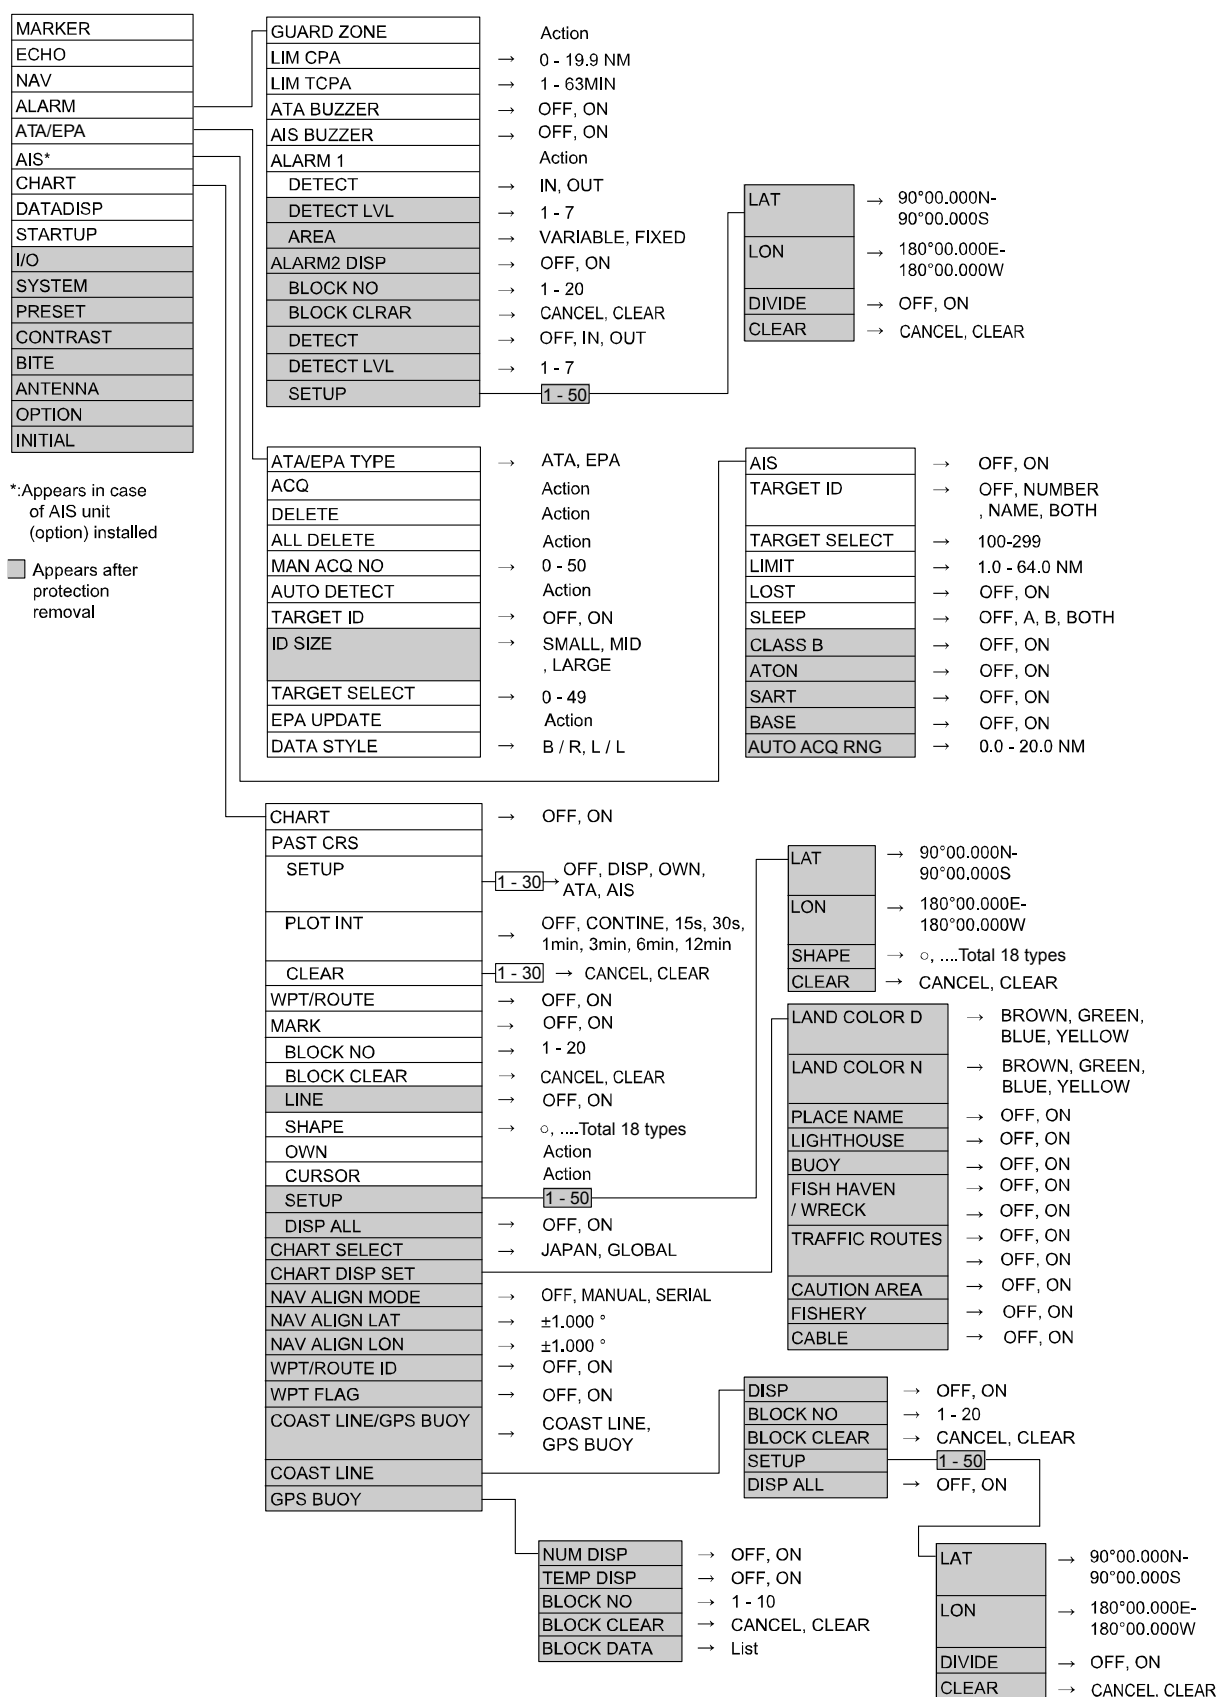 MARKER
ECHO
NAV
ALARM
ATA/EPA
AIS*
CHART
DATADISP
STARTUP
I/O
SYSTEM
PRESET
CONTRAST
BITE
ANTENNA
OPTION
INITIAL
*:Appears in case
of AIS unit
(option) installed
Appears after
protection
removal
GUARD ZONE Action
LIM CPA → 0 - 19.9 NM
LIM TCPA → 1 - 63MIN
ATA BUZZER → OFF, ON
AIS BUZZER → OFF, ON
ALARM 1 Action
DETECT → IN, OUT
DETECT LVL → 1 - 7
AREA → VARIABLE, FIXED
ALARM2 DISP → OFF, ON
BLOCK NO → 1 - 20
BLOCK CLRAR → CANCEL, CLEAR
DETECT → OFF, IN, OUT
DETECT LVL → 1 - 7
SETUP 1 - 50
LAT → 90°00.000N-
90°00.000S
LON → 180°00.000E-
180°00.000W
DIVIDE → OFF, ON
CLEAR → CANCEL, CLEAR
ATA/EPA TYPE → ATA, EPA
ACQ Action
DELETE Action
ALL DELETE Action
MAN ACQ NO → 0 - 50
AUTO DETECT Action
TARGET ID → OFF, ON
ID SIZE → SMALL, MID
, LARGE
TARGET SELECT → 0 - 49
EPA UPDATE Action
DATA STYLE → B / R, L / L
AIS → OFF, ON
TARGET ID → OFF, NUMBER
, NAME, BOTH
TARGET SELECT → 100-299
LIMIT → 1.0 - 64.0 NM
LOST → OFF, ON
SLEEP → OFF, A, B, BOTH
CLASS B → OFF, ON
ATON → OFF, ON
SART → OFF, ON
BASE → OFF, ON
AUTO ACQ RNG → 0.0 - 20.0 NM
CHART → OFF, ON
PAST CRS
SETUP 1 - 30 → OFF, DISP, OWN,
ATA, AIS
PLOT INT → OFF, CONTINE, 15s, 30s,
1min, 3min, 6min, 12min
CLEAR 1 - 30 → CANCEL, CLEAR
WPT/ROUTE → OFF, ON
MARK → OFF, ON
BLOCK NO → 1 - 20
BLOCK CLEAR → CANCEL, CLEAR
LINE → OFF, ON
SHAPE → ○, ....Total 18 types
OWN Action
CURSOR Action
SETUP 1 - 50
DISP ALL → OFF, ON
CHART SELECT → JAPAN, GLOBAL
CHART DISP SET
NAV ALIGN MODE → OFF, MANUAL, SERIAL
NAV ALIGN LAT → ±1.000 °
NAV ALIGN LON → ±1.000 °
WPT/ROUTE ID → OFF, ON
WPT FLAG → OFF, ON
COAST LINE/GPS BUOY → COAST LINE,
GPS BUOY
COAST LINE
GPS BUOY
LAT → 90°00.000N-
90°00.000S
LON → 180°00.000E-
180°00.000W
SHAPE → ○, ....Total 18 types
CLEAR → CANCEL, CLEAR
LAND COLOR D → BROWN, GREEN,
BLUE, YELLOW
LAND COLOR N → BROWN, GREEN,
BLUE, YELLOW
PLACE NAME → OFF, ON
LIGHTHOUSE → OFF, ON
BUOY → OFF, ON
FISH HAVEN → OFF, ON
/ WRECK → OFF, ON
TRAFFIC ROUTES → OFF, ON
→ OFF, ON
CAUTION AREA → OFF, ON
FISHERY → OFF, ON
CABLE → OFF, ON
DISP → OFF, ON
BLOCK NO → 1 - 20
BLOCK CLEAR → CANCEL, CLEAR
SETUP 1 - 50
DISP ALL → OFF, ON
NUM DISP → OFF, ON
TEMP DISP → OFF, ON
BLOCK NO → 1 - 10
BLOCK CLEAR → CANCEL, CLEAR
BLOCK DATA → List
LAT → 90°00.000N-
90°00.000S
LON → 180°00.000E-
180°00.000W
DIVIDE → OFF, ON
CLEAR → CANCEL, CLEAR